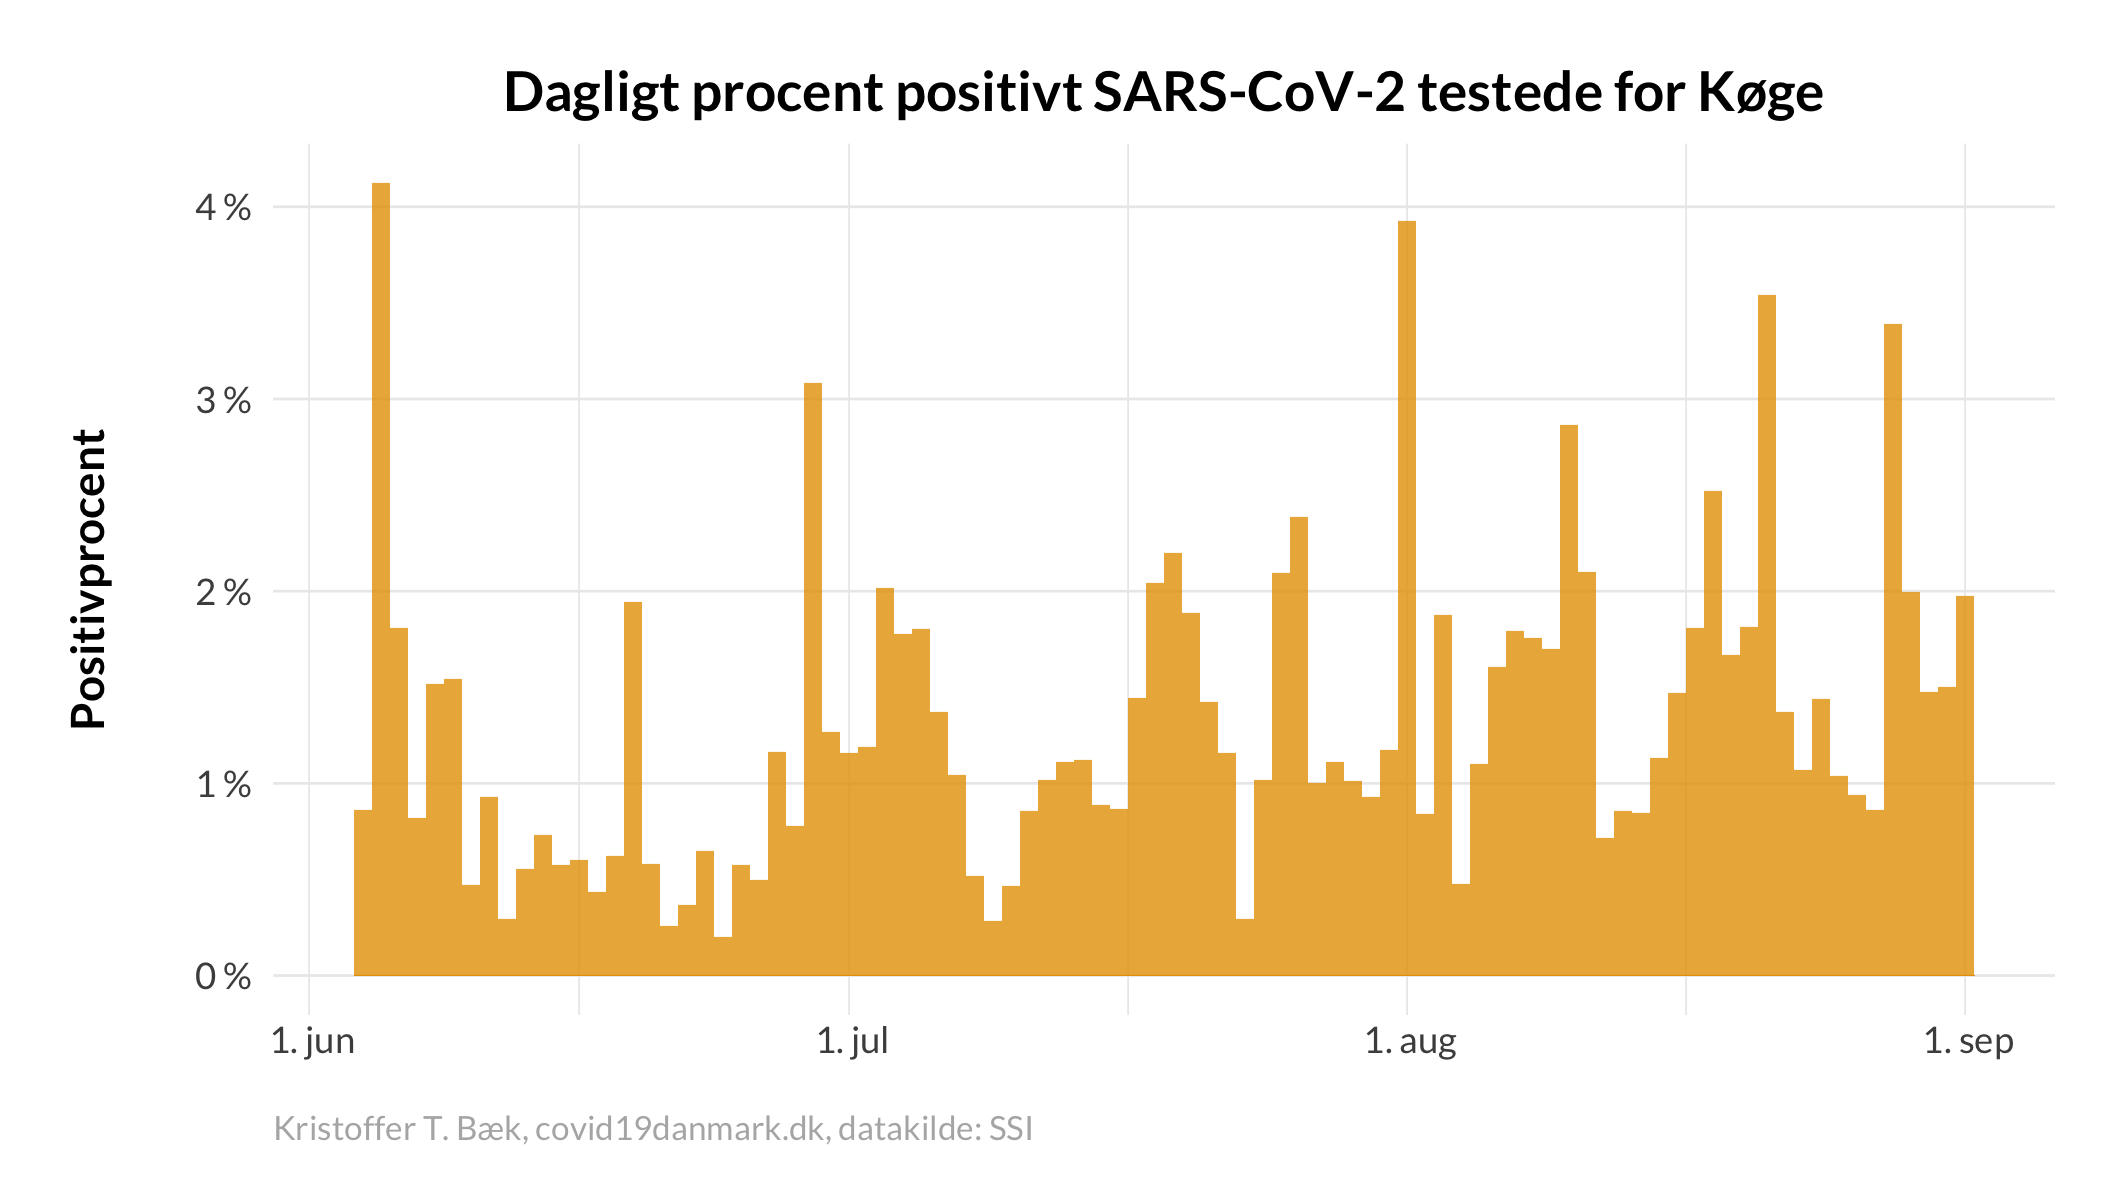 Dagligt procent positivt SARS-CoV-2 testede for Køge
Positivprocent
4 %
3 %
2 %
1 %
0 %
1. jun
1. jul
1. aug
1. sep
Kristoffer T. Bæk, covid19danmark.dk, datakilde: SSI